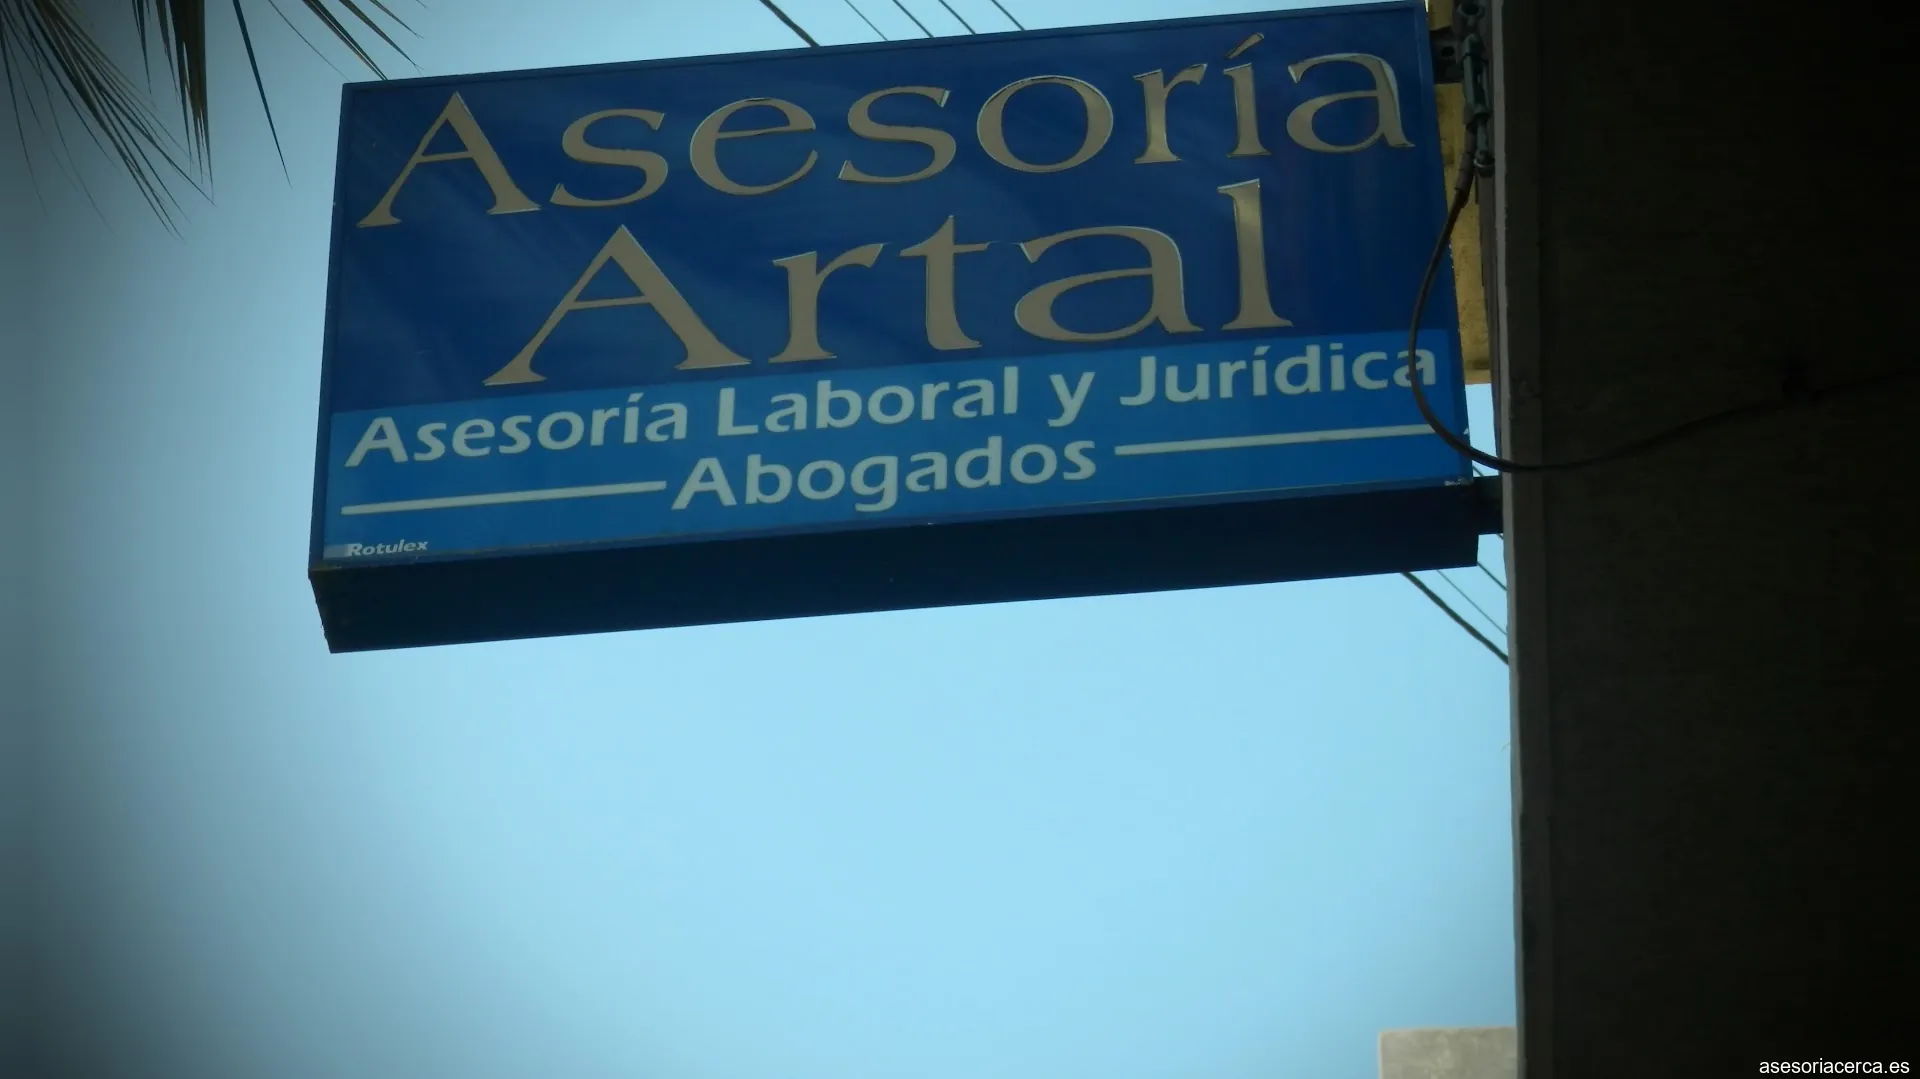 Asesoría
Artal
Asesoría Laboral y Jurídica
Abogados
Rotulex
asesoriacerca.es